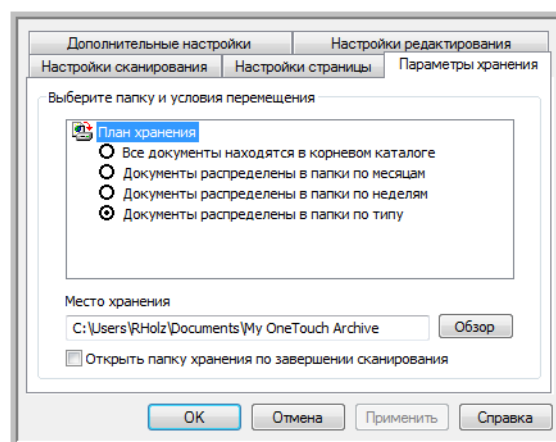 Дополнительные настройки Настройки редактирования
Настройки сканирования Настройки страницы Параметры хранения
Выберите папку и условия перемещения
План хранения
Все документы находятся в корневом каталоге
Документы распределены в папки по месяцам
Документы распределены в папки по неделям
Документы распределены в папки по типу
Место хранения
C:\Users\RHolz\Documents\My OneTouch Archive Обзор
Открыть папку хранения по завершении сканирования
OK Отмена Применить Справка